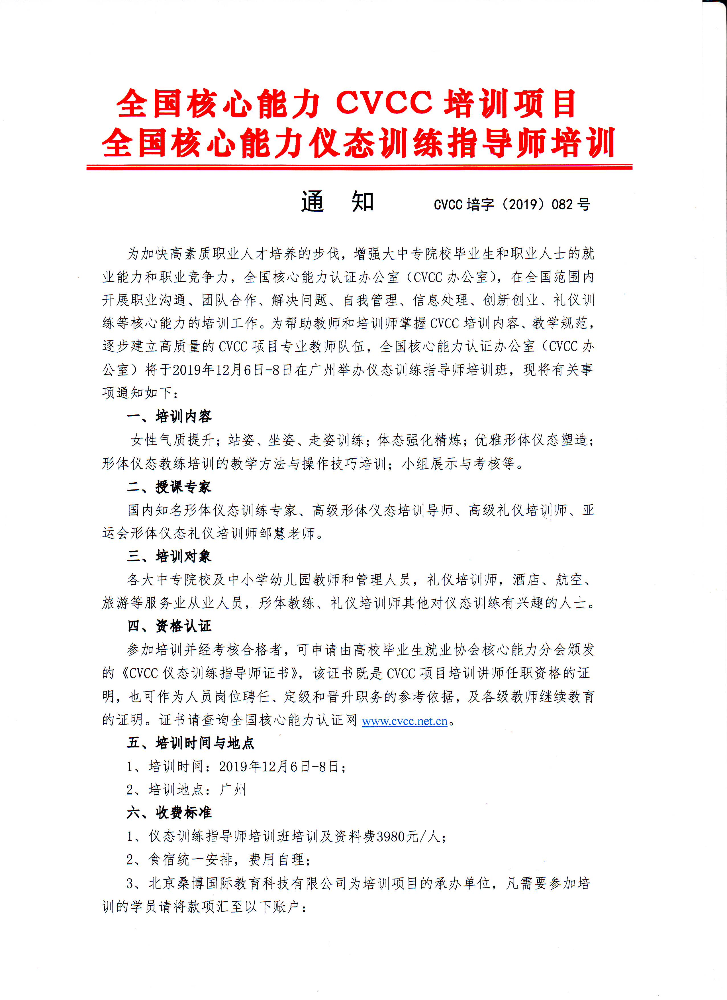 全国核心能力 CVCC 培训项目
全国核心能力仪态训练指导师培训
通 知 CVCC 培字（2019）082 号
为加快高素质职业人才培养的步伐，增强大中专院校毕业生和职业人士的就
业能力和职业竞争力，全国核心能力认证办公室（CVCC 办公室），在全国范围内
开展职业沟通、团队合作、解决问题、自我管理、信息处理、创新创业、礼仪训
练等核心能力的培训工作。为帮助教师和培训师掌握 CVCC 培训内容、教学规范，
逐步建立高质量的 CVCC 项目专业教师队伍，全国核心能力认证办公室（CVCC 办
公室）将于2019年12月6日-8日在广州举办仪态训练指导师培训班，现将有关事
项通知如下：
一、培训内容
女性气质提升；站姿、坐姿、走姿训练；体态强化精炼；优雅形体仪态塑造；
形体仪态教练培训的教学方法与操作技巧培训；小组展示与考核等。
二、授课专家
国内知名形体仪态训练专家、高级形体仪态培训导师、高级礼仪培训师、亚
运会形体仪态礼仪培训师邹慧老师。
三、培训对象
各大中专院校及中小学幼儿园教师和管理人员，礼仪培训师，酒店、航空、
旅游等服务业从业人员，形体教练、礼仪培训师其他对仪态训练有兴趣的人士。
四、资格认证
参加培训并经考核合格者，可申请由高校毕业生就业协会核心能力分会颁发
的《CVCC 仪态训练指导师证书》，该证书既是 CVCC 项目培训讲师任职资格的证
明，也可作为人员岗位聘任、定级和晋升职务的参考依据，及各级教师继续教育
的证明。证书请查询全国核心能力认证网 www.cvcc.net.cn。
五、培训时间与地点
1、培训时间：2019年12月6日-8日；
2、培训地点：广州
六、收费标准
1、仪态训练指导师培训班培训及资料费3980元/人；
2、食宿统一安排，费用自理；
3、北京桑博国际教育科技有限公司为培训项目的承办单位，凡需要参加培
训的学员请将款项汇至以下账户：